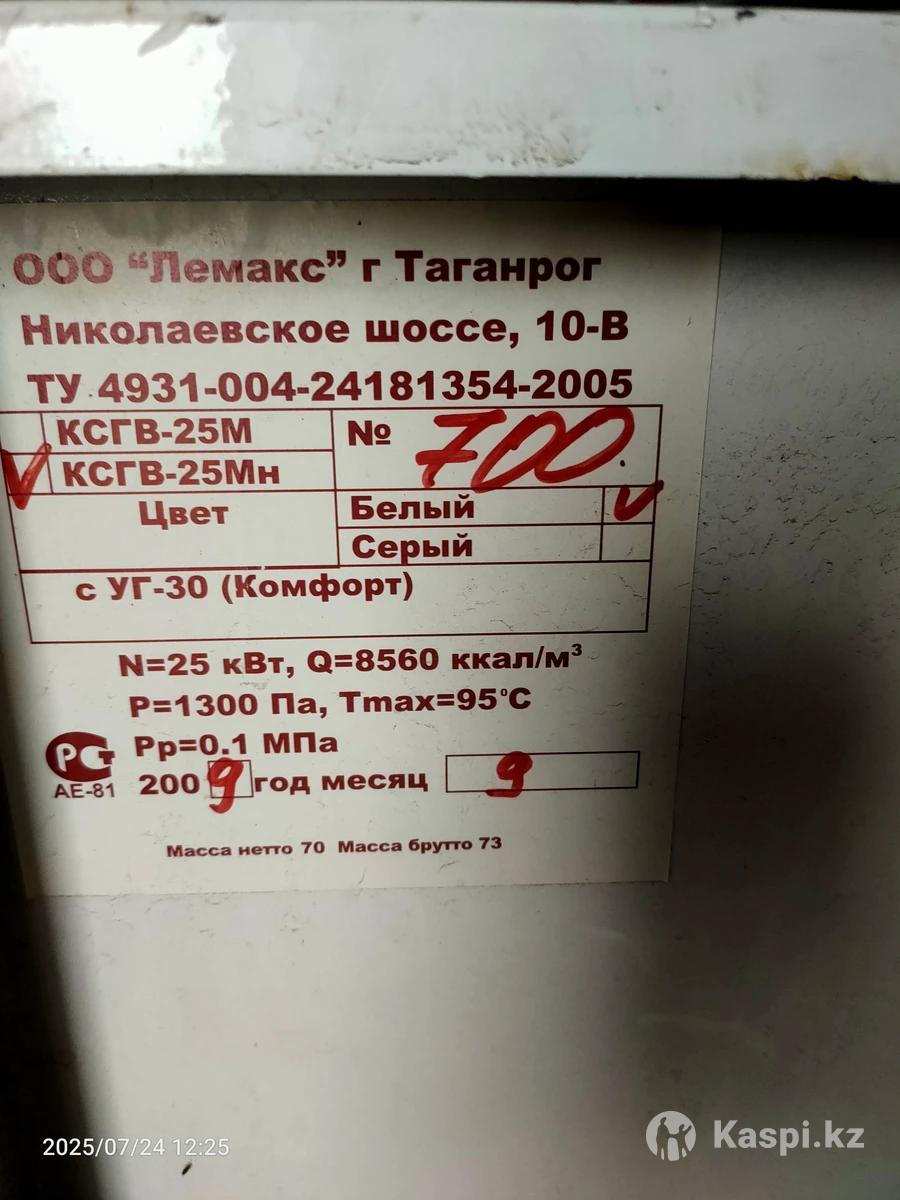 ООО “Лемакс” г Таганрог
Николаевское шоссе, 10-В
ТУ 4931-004-24181354-2005
КСГВ-25М
№ 700.
КСГВ-25Мн
Цвет
Белый
Серый
с УГ-30 (Комфорт)
N=25 кВт, Q=8560 ккал/м³
P=1300 Па, Tmax=95°С
Pp=0.1 МПа
РСТ
АЕ-81
2009 год месяц 9
Масса нетто 70 Масса брутто 73
2025/07/24 12:25
Kaspi.kz